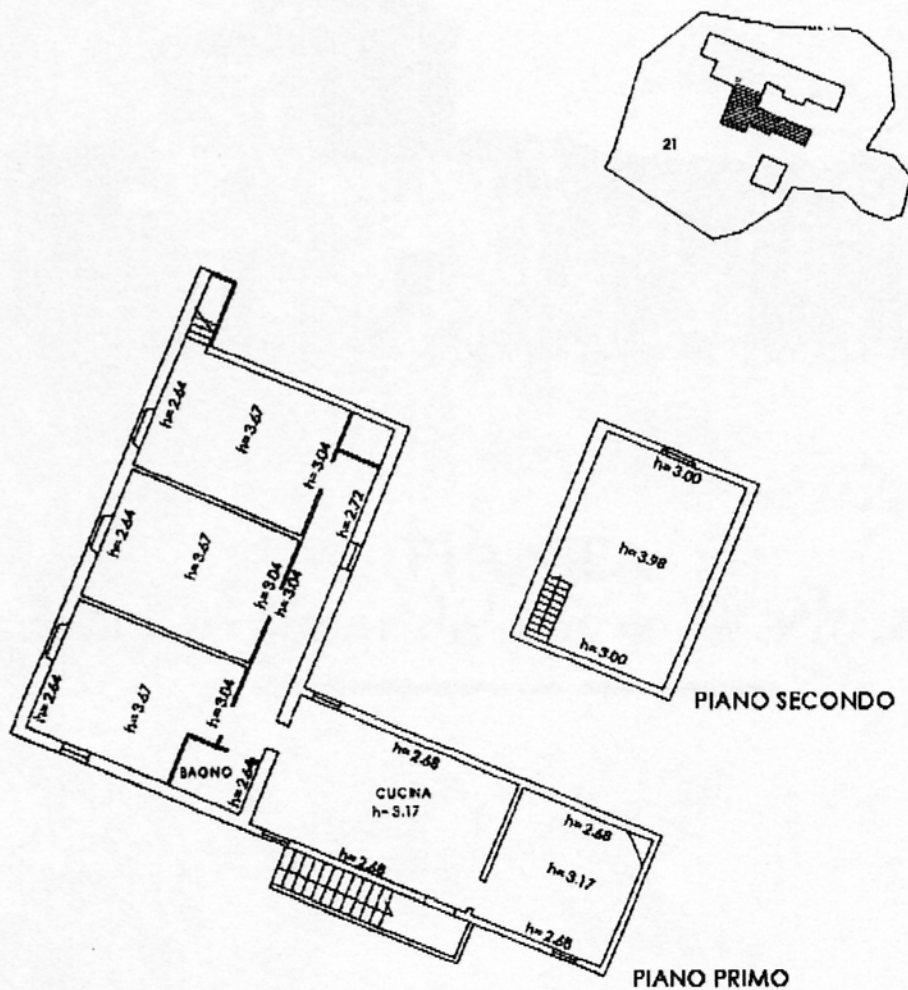 21
h=2.64
h=3.67
h=3.04
h=2.72
h=2.64
h=3.67
h=3.04
h=3.04
h=2.64
h=3.67
h=3.04
BAGNO
h=2.64
h=2.68
CUCINA
h=3.17
h=2.68
h=2.68
h=3.17
h=2.68
PIANO PRIMO
h=3.00
h=3.98
h=3.00
PIANO SECONDO